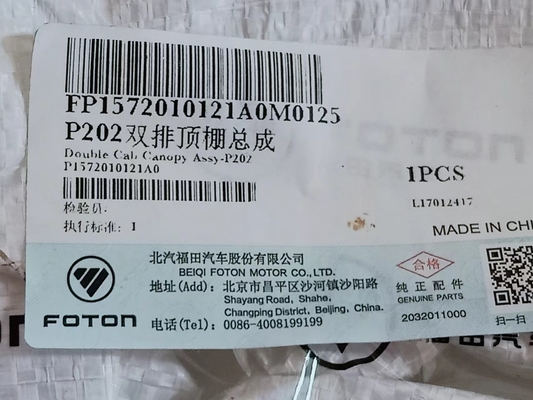 FP1572010121A0M0125
P202双排顶棚总成
Double Cab Canopy Assy-P202
P1572010121A0
1PCS
L17012417
检验员:
执行标准: 1
MADE IN CHI
北汽福田汽车股份有限公司
BEIQI FOTON MOTOR CO.,LTD.
地址(Add): 北京市昌平区沙河镇沙阳路
Shayang Road, Shahe,
Changping District, Beijing, China.
电话(Tel): 0086-4008199199
FOTON
合格
纯正配件
GENUINE PARTS
2032011000
扫一扫
FOTON
福田汽